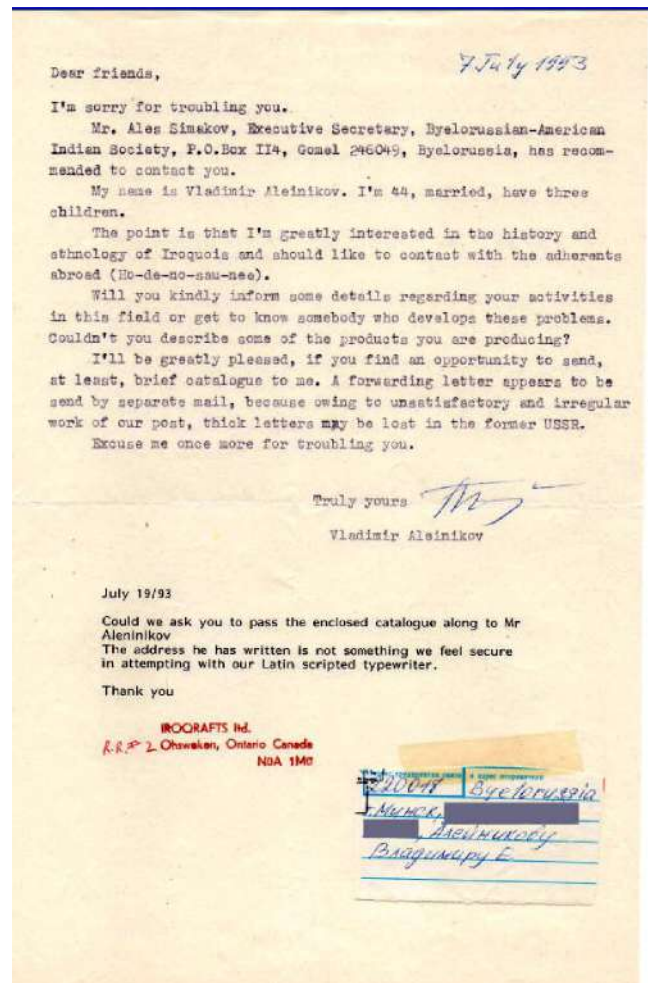 7 July 1993
Dear friends,
I'm sorry for troubling you.
Mr. Ales Simakov, Executive Secretary, Byelorussian-American
Indian Society, P.O.Box II4, Gomel 246049, Byelorussia, has recom-
mended to contact you.
My name is Vladimir Aleinikov. I'm 44, married, have three
children.
The point is that I'm greatly interested in the history and
ethnology of Iroquois and should like to contact with the adherents
abroad (Ho-de-no-sau-nee).
Will you kindly inform some details regarding your activities
in this field or get to know somebody who develops these problems.
Couldn't you describe some of the products you are producing?
I'll be greatly pleased, if you find an opportunity to send,
at least, brief catalogue to me. A forwarding letter appears to be
send by separate mail, because owing to unsatisfactory and irregular
work of our post, thick letters may be lost in the former USSR.
Excuse me once more for troubling you.
Truly yours
Vladimir Aleinikov
July 19/93
Could we ask you to pass the enclosed catalogue along to Mr
Aleninikov
The address he has written is not something we feel secure
in attempting with our Latin scripted typewriter.
Thank you
IROQRAFTS ltd.
R.R.# 2 Ohsweken, Ontario Canada
N0A 1M0
и адрес отправителя
Byelorussia
г. Минск,
, Алейникову
Владимиру Е.